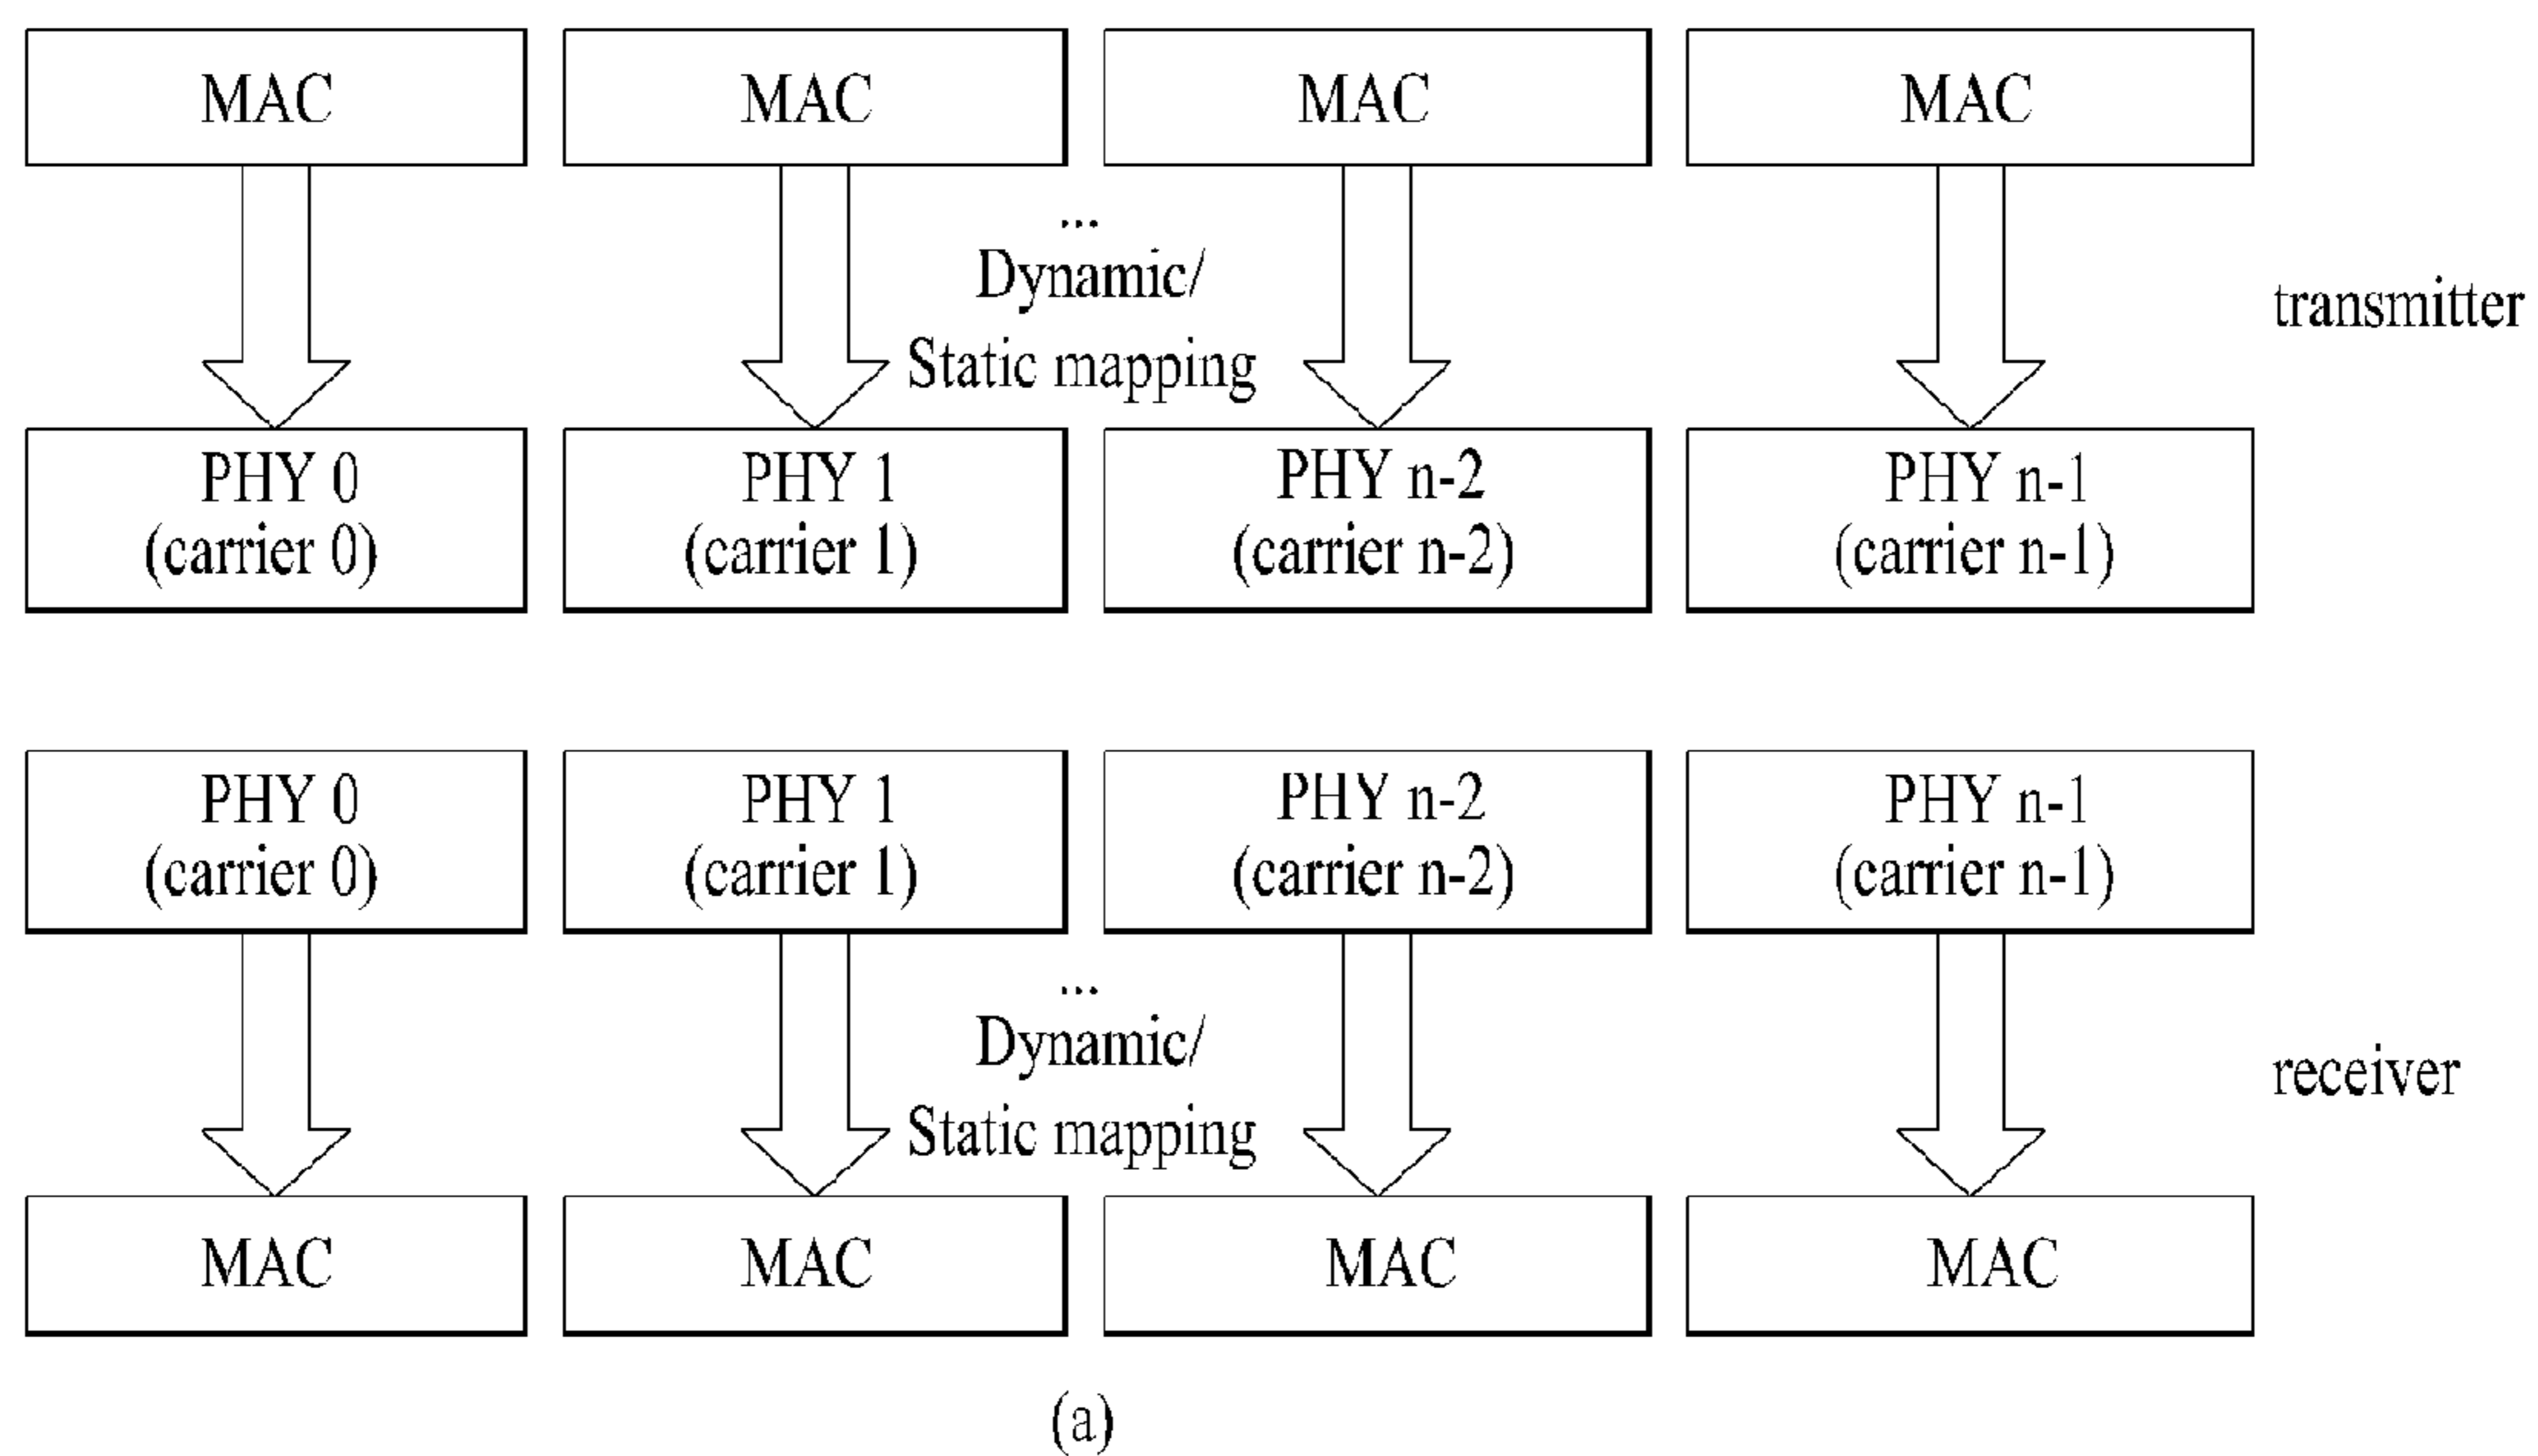 MAC MAC MAC MAC
...
Dynamic/
Static mapping
transmitter
PHY 0 PHY 1 PHY n-2 PHY n-1
(carrier 0) (carrier 1) (carrier n-2) (carrier n-1)
PHY 0 PHY 1 PHY n-2 PHY n-1
(carrier 0) (carrier 1) (carrier n-2) (carrier n-1)
...
Dynamic/
Static mapping
receiver
MAC MAC MAC MAC
(a)